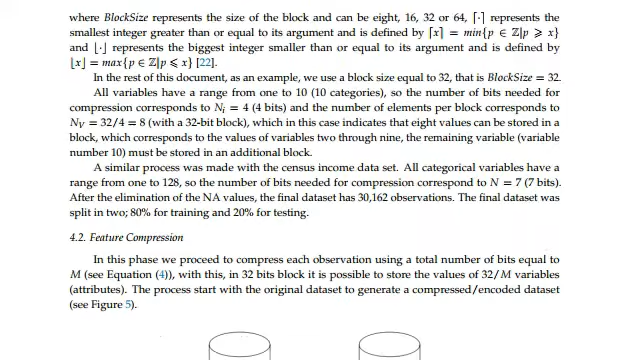 where BlockSize represents the size of the block and can be eight, 16, 32 or 64, ⌈·⌉ represents the
smallest integer greater than or equal to its argument and is defined by ⌈x⌉ = min{p ∈ ℤ|p ⩾ x}
and ⌊·⌋ represents the biggest integer smaller than or equal to its argument and is defined by
⌊x⌋ = max{p ∈ ℤ|p ⩽ x} [22].
In the rest of this document, as an example, we use a block size equal to 32, that is BlockSize = 32.
All variables have a range from one to 10 (10 categories), so the number of bits needed for
compression corresponds to Nᵢ = 4 (4 bits) and the number of elements per block corresponds to
N_V = 32/4 = 8 (with a 32-bit block), which in this case indicates that eight values can be stored in a
block, which corresponds to the values of variables two through nine, the remaining variable (variable
number 10) must be stored in an additional block.
A similar process was made with the census income data set. All categorical variables have a
range from one to 128, so the number of bits needed for compression correspond to N = 7 (7 bits).
After the elimination of the NA values, the final dataset has 30,162 observations. The final dataset was
split in two; 80% for training and 20% for testing.
4.2. Feature Compression
In this phase we proceed to compress each observation using a total number of bits equal to
M (see Equation (4)), with this, in 32 bits block it is possible to store the values of 32/M variables
(attributes). The process start with the original dataset to generate a compressed/encoded dataset
(see Figure 5).